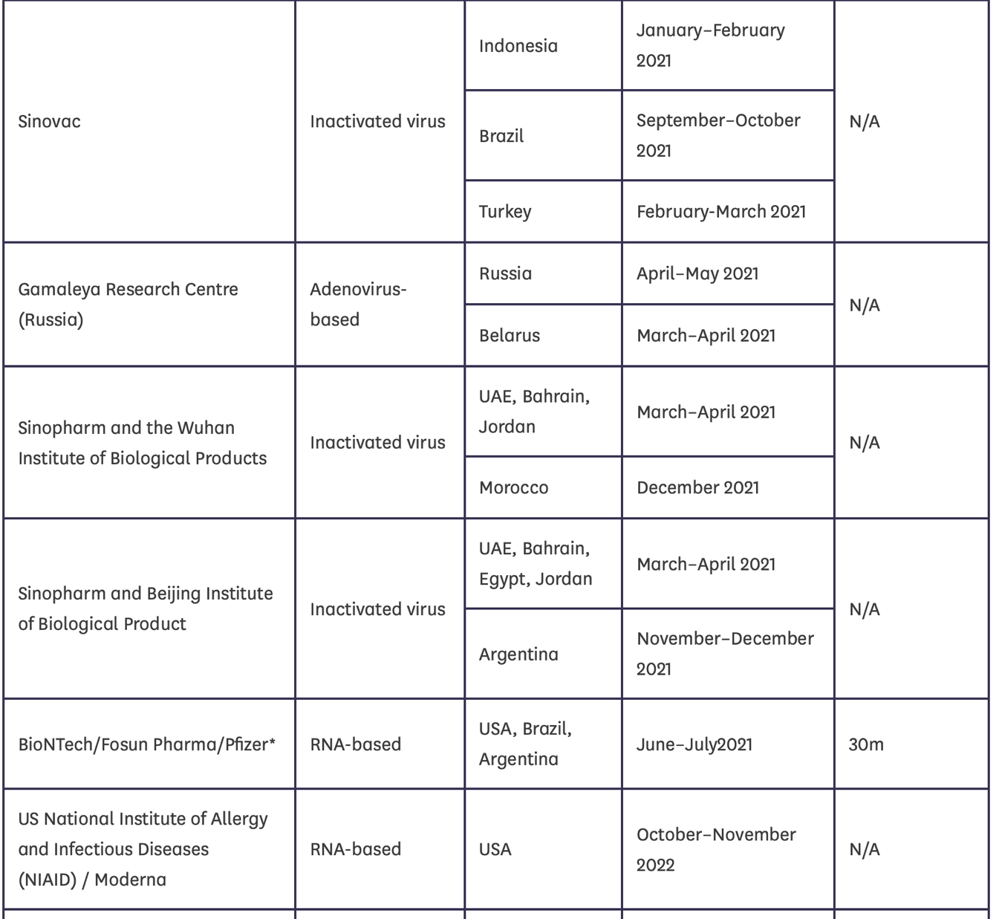 Sinovac
Inactivated virus
Indonesia
January–February
2021
N/A
Brazil
September–October
2021
Turkey
February-March 2021
Gamaleya Research Centre
(Russia)
Adenovirus-
based
Russia
April–May 2021
N/A
Belarus
March–April 2021
Sinopharm and the Wuhan
Institute of Biological Products
Inactivated virus
UAE, Bahrain,
Jordan
March–April 2021
N/A
Morocco
December 2021
Sinopharm and Beijing Institute
of Biological Product
Inactivated virus
UAE, Bahrain,
Egypt, Jordan
March–April 2021
N/A
Argentina
November–December
2021
BioNTech/Fosun Pharma/Pfizer*
RNA-based
USA, Brazil,
Argentina
June–July2021
30m
US National Institute of Allergy
and Infectious Diseases
(NIAID) / Moderna
RNA-based
USA
October–November
2022
N/A